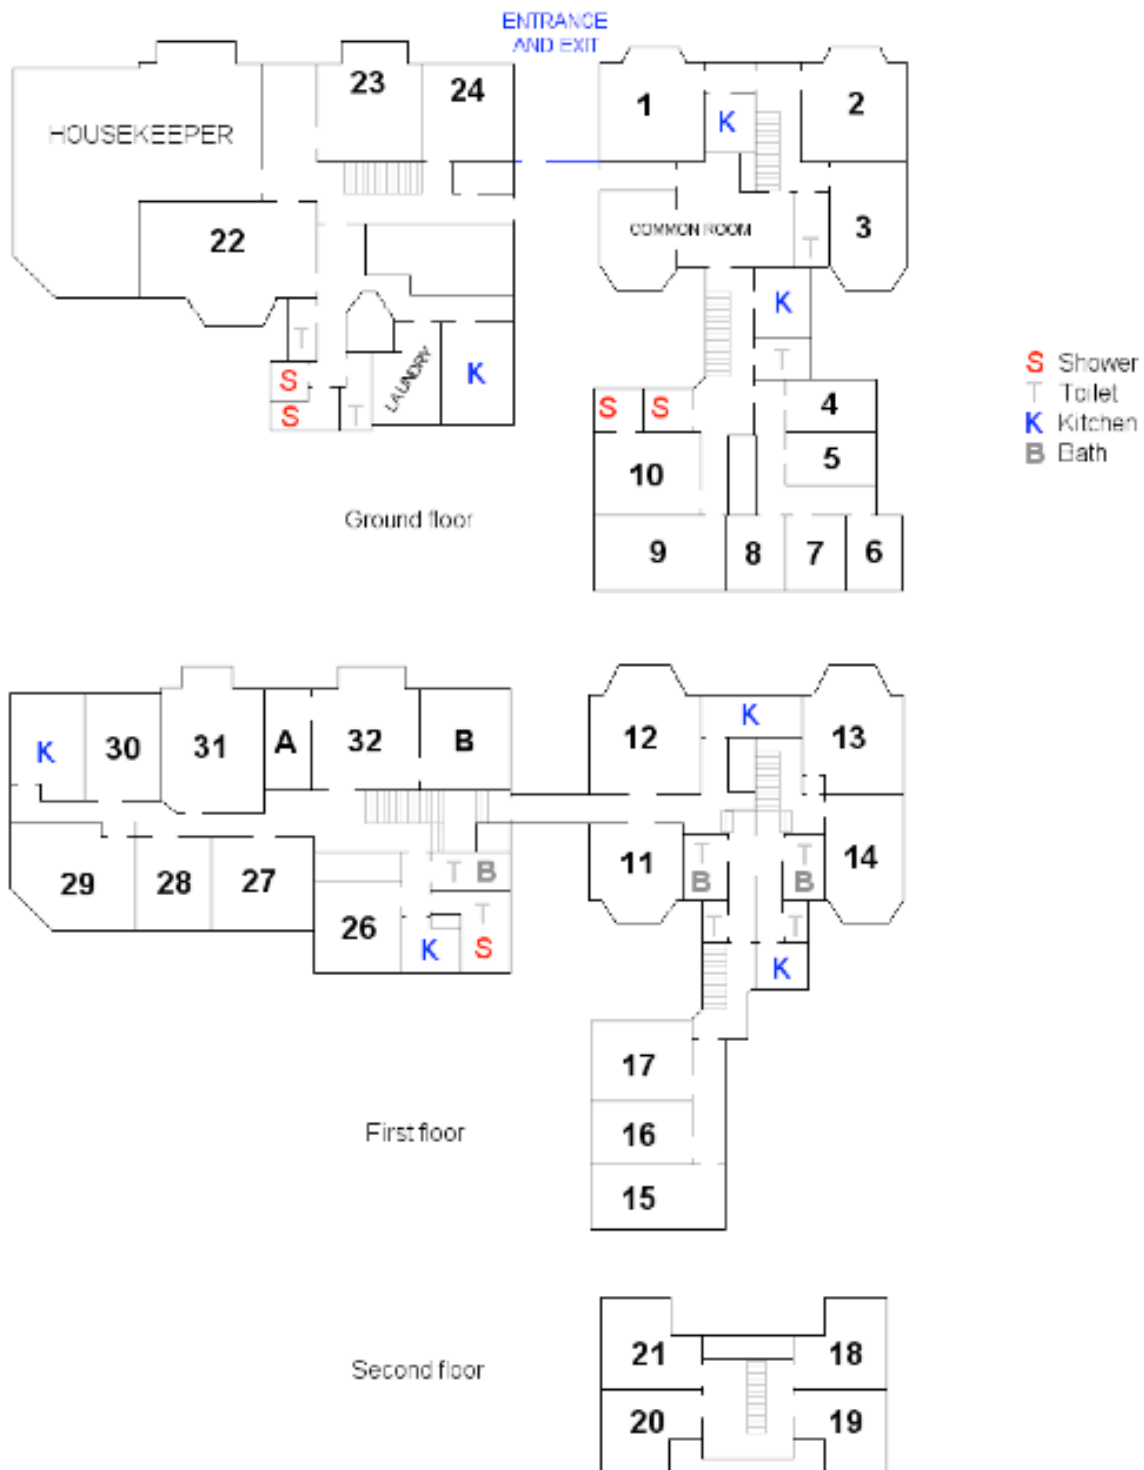 ENTRANCE
AND EXIT
HOUSEKEEPER
23
24
1
K
2
22
COMMON ROOM
T
3
T
K
T
S
S
T
LAUNDRY
K
S
S
4
5
10
9
8
7
6
Ground floor
S Shower
T Toilet
K Kitchen
B Bath
K
30
31
A
32
B
12
K
13
29
28
27
26
T B
T
K
S
11
T
B
T
B
14
T
T
K
17
16
15
First floor
Second floor
21
18
20
19